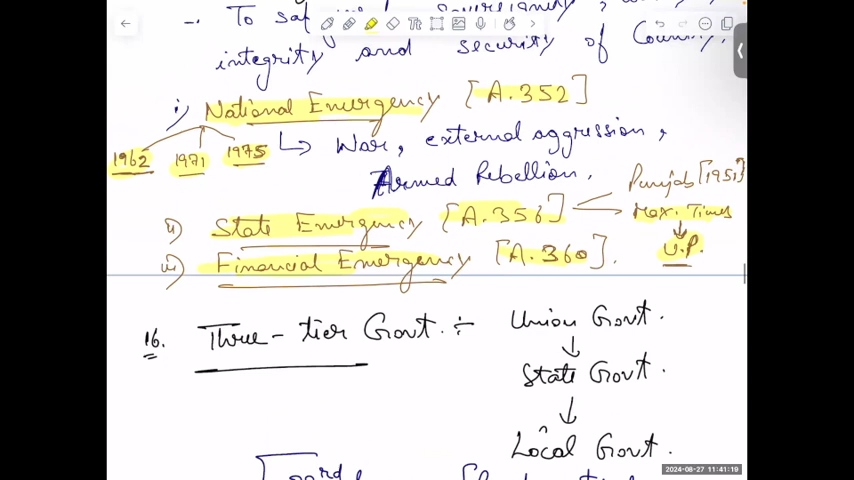 To
integrity and security of Country.
i) National Emergency [A.352]
1962 1971 1975 War, external aggression,
Armed Rebellion.
Punjab [1951]
ii) State Emergency [A.356] Max. Times
iii) Financial Emergency [A.360]. U.P.
16. Three-tier Govt. ÷ Union Govt.
State Govt.
Local Govt.
2024-08-27 11:41:19